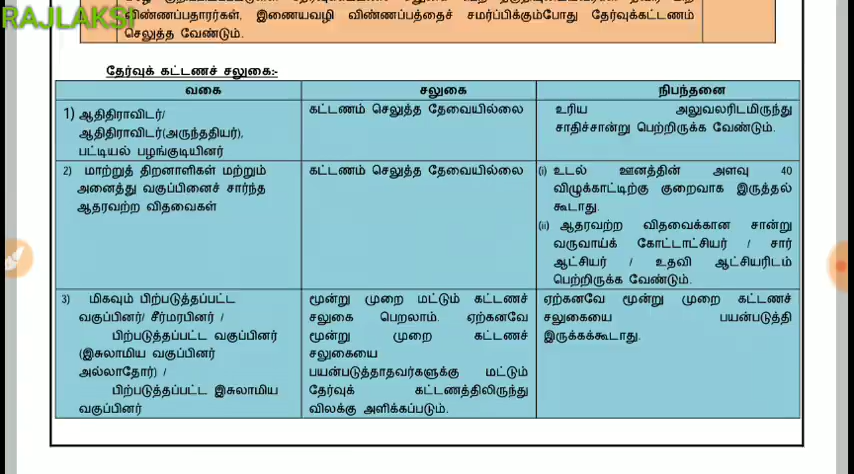 RAJLAKSI
விண்ணப்பதாரர்கள், இணையவழி விண்ணப்பத்தைச் சமர்ப்பிக்கும்போது தேர்வுக்கட்டணம்
செலுத்த வேண்டும்.
தேர்வுக் கட்டணச் சலுகை:-
வகை சலுகை நிபந்தனை
1) ஆதிதிராவிடர்/
ஆதிதிராவிடர்(அருந்ததியர்),
பட்டியல் பழங்குடியினர்
கட்டணம் செலுத்த தேவையில்லை
உரிய அலுவலரிடமிருந்து
சாதிச்சான்று பெற்றிருக்க வேண்டும்.
2) மாற்றுத் திறனாளிகள் மற்றும்
அனைத்து வகுப்பினைச் சார்ந்த
ஆதரவற்ற விதவைகள்
கட்டணம் செலுத்த தேவையில்லை
(i) உடல் ஊனத்தின் அளவு 40
விழுக்காட்டிற்கு குறைவாக இருத்தல்
கூடாது.
(ii) ஆதரவற்ற விதவைக்கான சான்று
வருவாய்க் கோட்டாட்சியர் / சார்
ஆட்சியர் / உதவி ஆட்சியரிடம்
பெற்றிருக்க வேண்டும்.
3) மிகவும் பிற்படுத்தப்பட்ட
வகுப்பினர்/ சீர்மரபினர் /
பிற்படுத்தப்பட்ட வகுப்பினர்
(இசுலாமிய வகுப்பினர்
அல்லாதோர்) /
பிற்படுத்தப்பட்ட இசுலாமிய
வகுப்பினர்
மூன்று முறை மட்டும் கட்டணச்
சலுகை பெறலாம். ஏற்கனவே
மூன்று முறை கட்டணச்
சலுகையை
பயன்படுத்தாதவர்களுக்கு மட்டும்
தேர்வுக் கட்டணத்திலிருந்து
விலக்கு அளிக்கப்படும்.
ஏற்கனவே மூன்று முறை கட்டணச்
சலுகையை பயன்படுத்தி
இருக்கக்கூடாது.